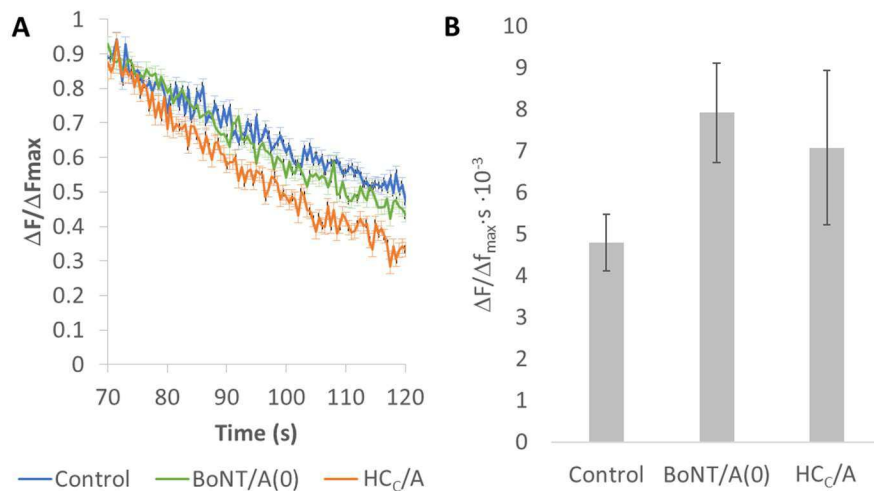 A
ΔF/ΔFmax
1
0.9
0.8
0.7
0.6
0.5
0.4
0.3
0.2
0.1
0
70 80 90 100 110 120
Time (s)
Control BoNT/A(0) HCC/A
B
ΔF/Δfmax·s ·10-3
10
9
8
7
6
5
4
3
2
1
0
Control BoNT/A(0) HCC/A